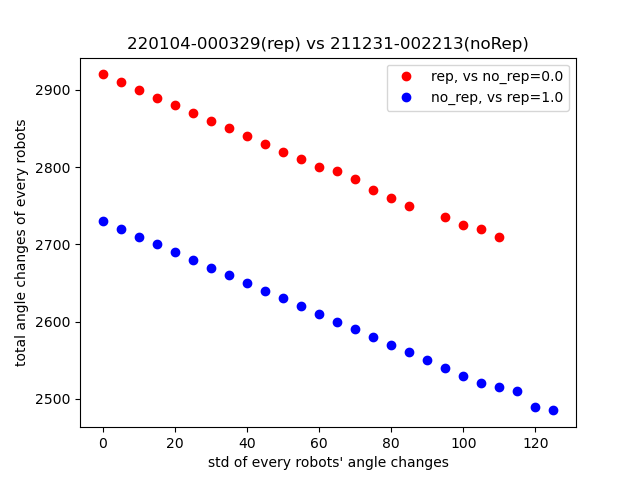 220104-000329(rep) vs 211231-002213(noRep)
rep, vs no_rep=0.0
no_rep, vs rep=1.0
total angle changes of every robots
2900
2800
2700
2600
2500
0 20 40 60 80 100 120
std of every robots' angle changes